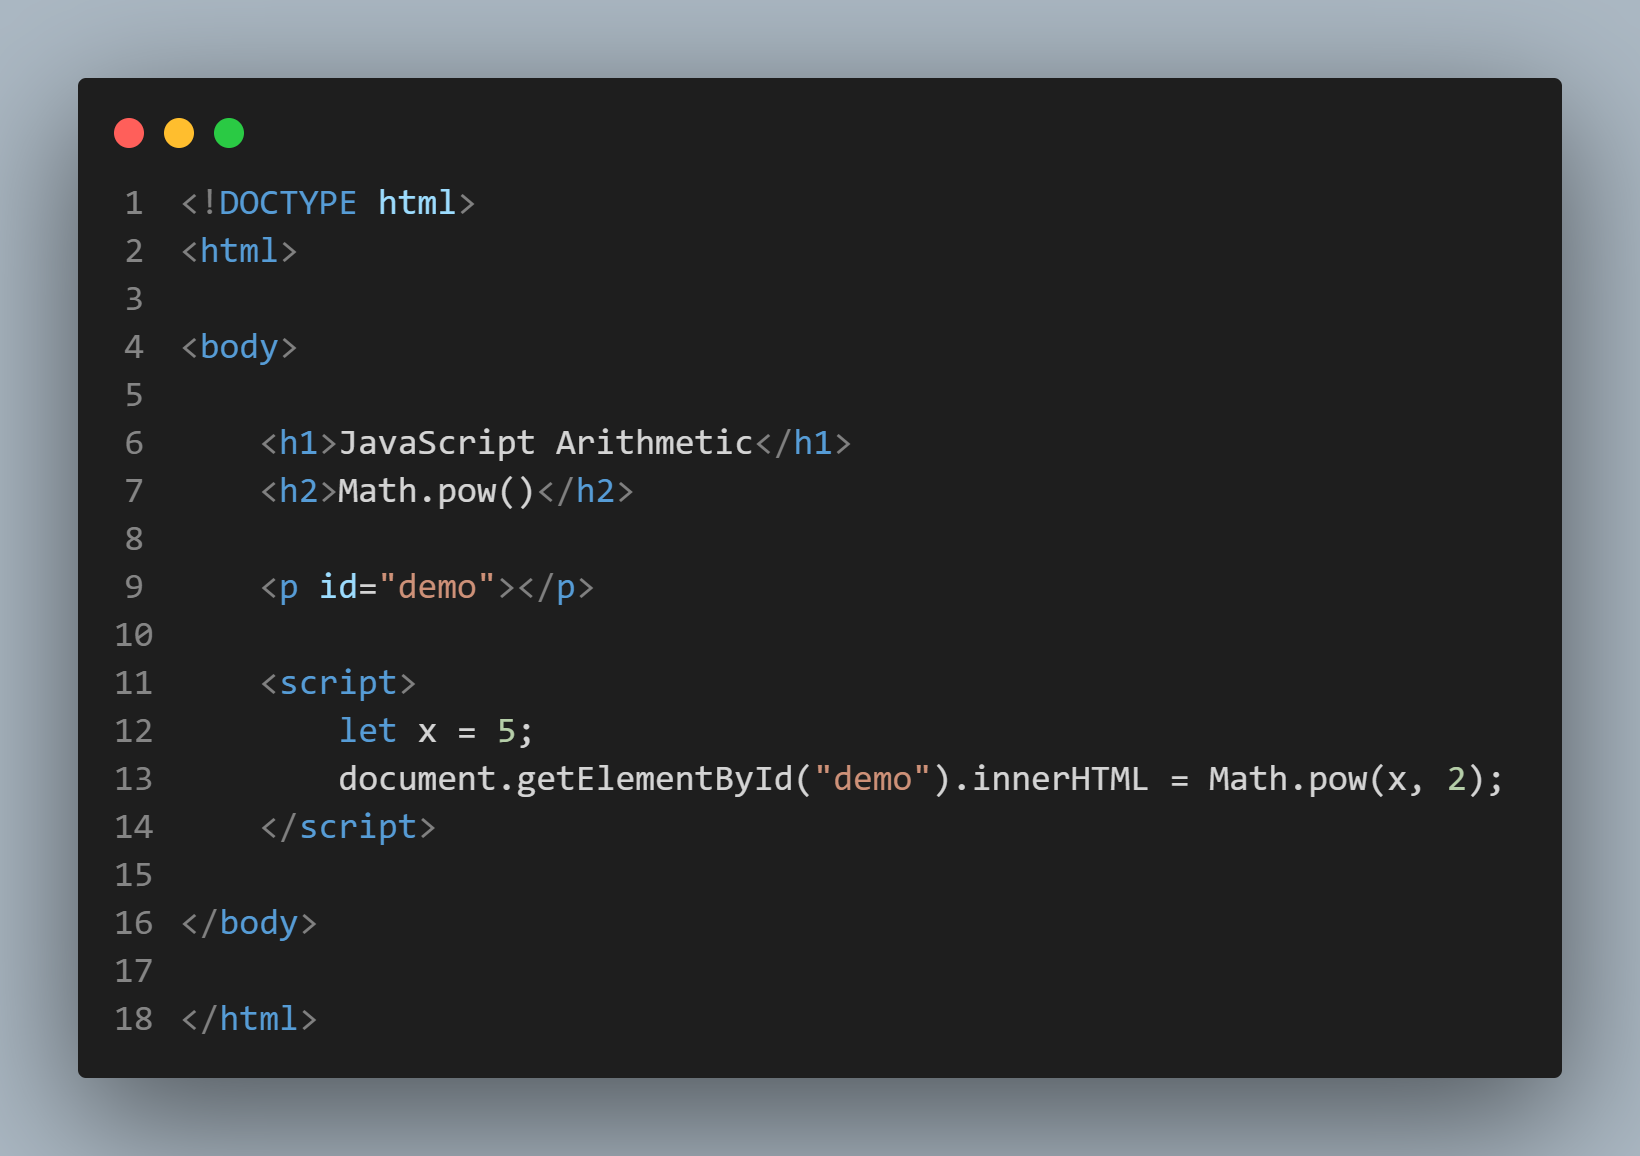 1 <!DOCTYPE html>
2 <html>
3
4 <body>
5
6     <h1>JavaScript Arithmetic</h1>
7     <h2>Math.pow()</h2>
8
9     <p id="demo"></p>
10
11     <script>
12         let x = 5;
13         document.getElementById("demo").innerHTML = Math.pow(x, 2);
14     </script>
15
16 </body>
17
18 </html>